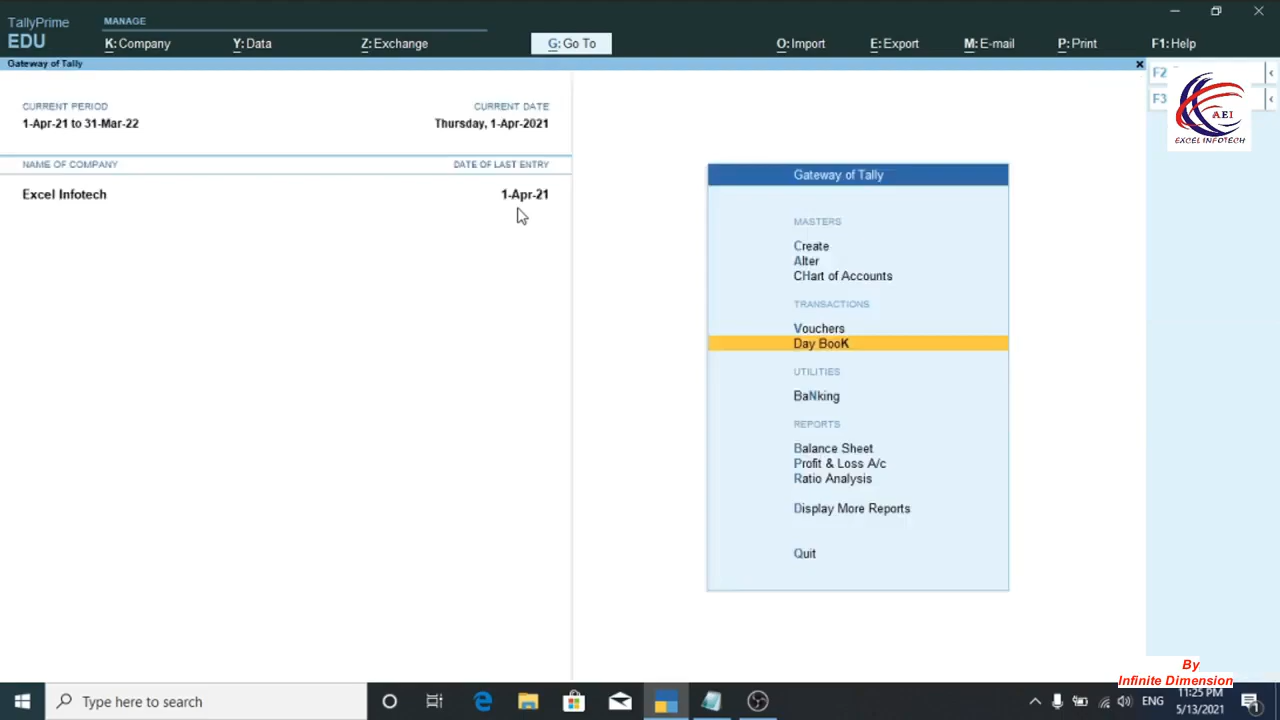 TallyPrime
EDU
MANAGE
K: Company
Y: Data
Z: Exchange
G: Go To
O: Import
E: Export
M: E-mail
P: Print
F1: Help
Gateway of Tally
CURRENT PERIOD
CURRENT DATE
1-Apr-21 to 31-Mar-22
Thursday, 1-Apr-2021
NAME OF COMPANY
DATE OF LAST ENTRY
Excel Infotech
1-Apr-21
Gateway of Tally
MASTERS
Create
Alter
CHart of Accounts
TRANSACTIONS
Vouchers
Day BooK
UTILITIES
BaNking
REPORTS
Balance Sheet
Profit & Loss A/c
Ratio Analysis
Display More Reports
Quit
F2
F3
AEI
EXCEL INFOTECH
By
Infinite Dimension
Type here to search
ENG
11:25 PM
5/13/2021
1